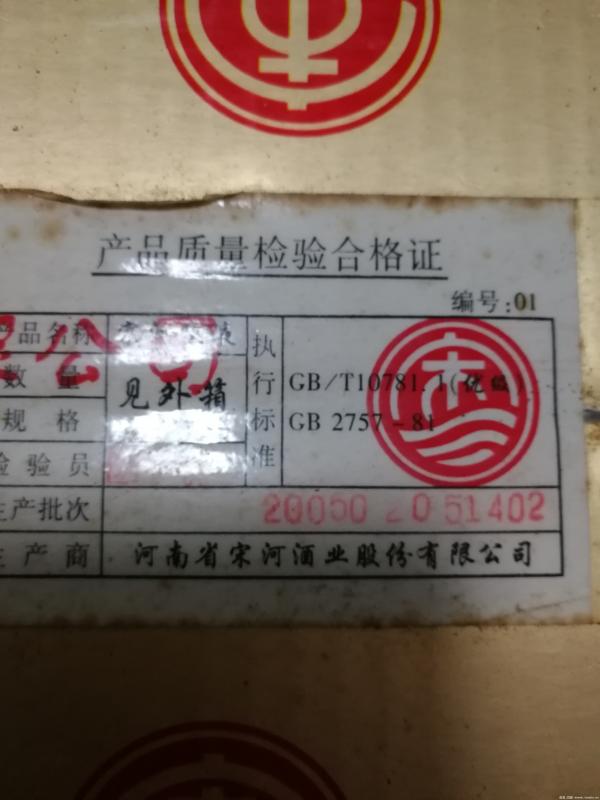 产品质量检验合格证
编号:01
产品名称
公司
数量
见外箱
规格
检验员
执行标准
GB/T10781.1(优级)
GB 2757-81
生产批次
生产商
河南省宋河酒业股份有限公司